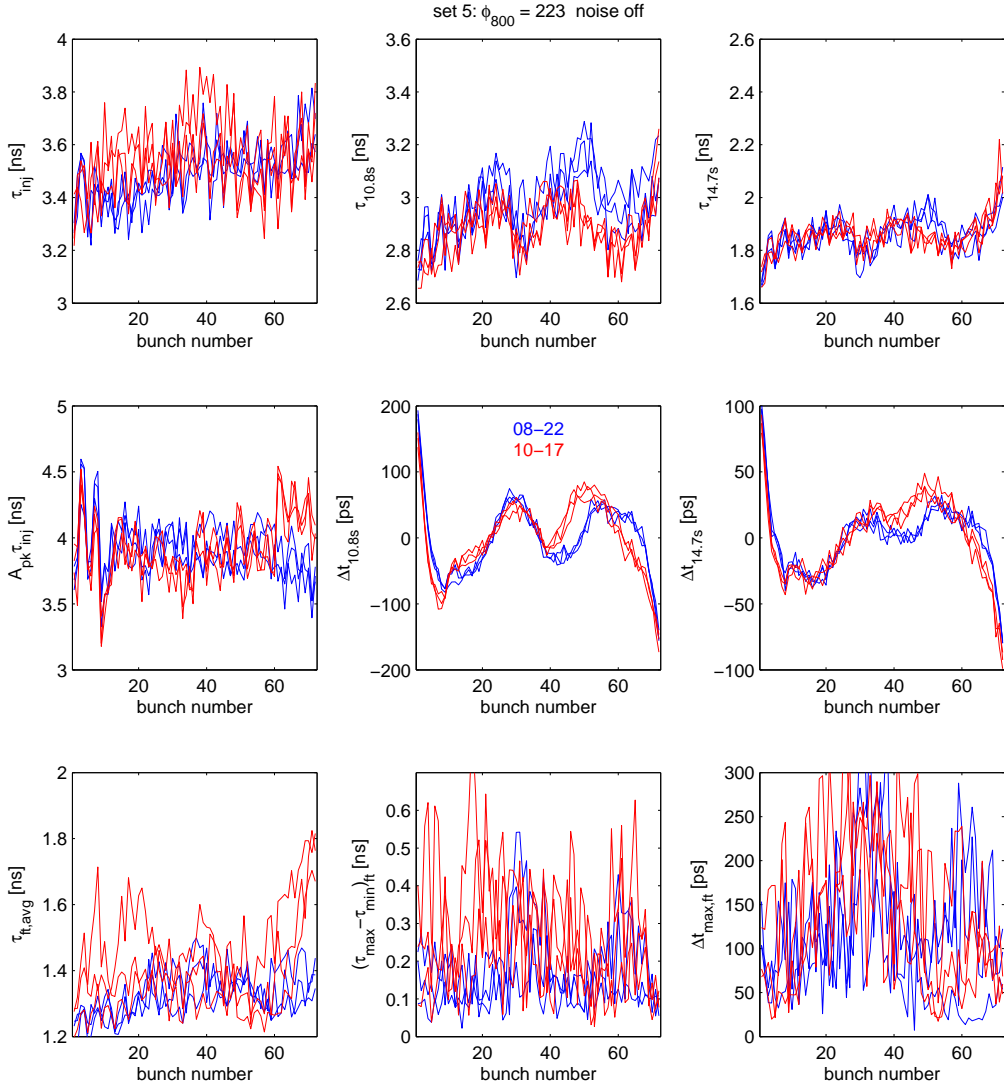 set 5: ϕ800 = 223 noise off
4
3.8
3.6
3.4
3.2
3
τinj [ns]
20 40 60
bunch number
3.6
3.4
3.2
3
2.8
2.6
τ10.8s [ns]
20 40 60
bunch number
2.6
2.4
2.2
2
1.8
1.6
τ14.7s [ns]
20 40 60
bunch number
5
4.5
4
3.5
3
Apk τinj [ns]
20 40 60
bunch number
200
100
0
−100
−200
Δt10.8s [ps]
08−22
10−17
20 40 60
bunch number
100
50
0
−50
−100
Δt14.7s [ps]
20 40 60
bunch number
2
1.8
1.6
1.4
1.2
τft,avg [ns]
20 40 60
bunch number
0.6
0.5
0.4
0.3
0.2
0.1
0
(τmax−τmin)ft [ns]
20 40 60
bunch number
300
250
200
150
100
50
0
Δtmax,ft [ps]
20 40 60
bunch number